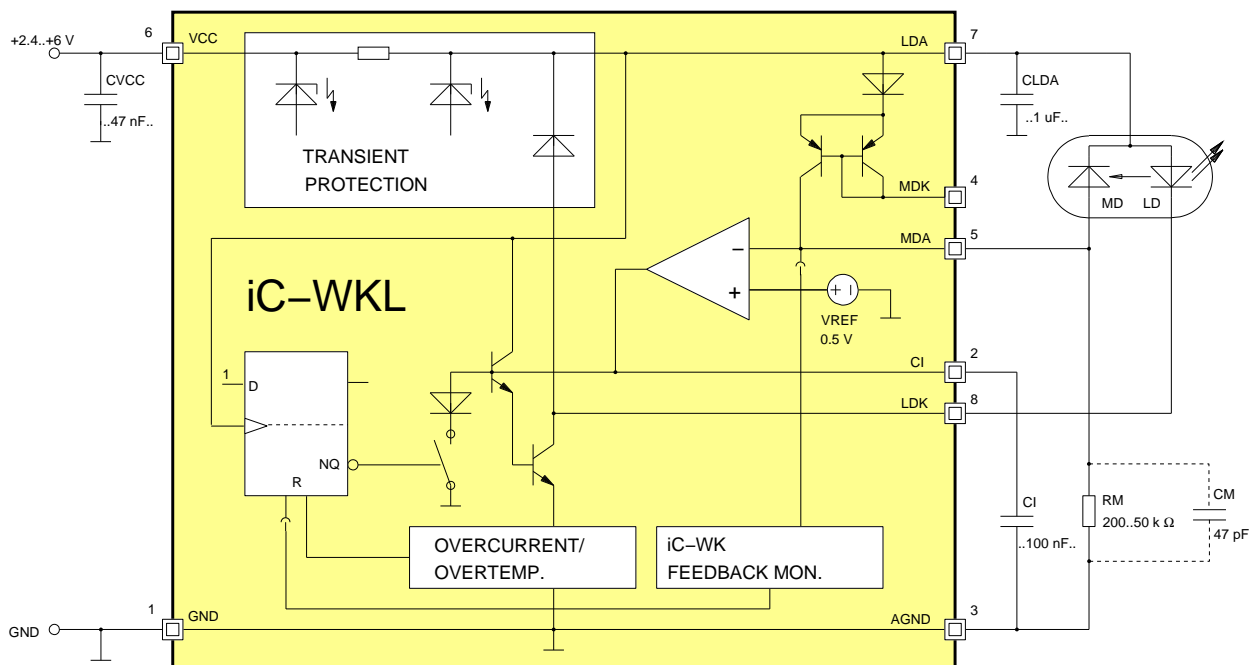 +2.4..+6 V
6
VCC
CVCC
..47 nF..
TRANSIENT
PROTECTION
LDA
7
CLDA
..1 uF..
MDK
4
MD
LD
MDA
5
−
+
+ −
VREF
0.5 V
iC−WKL
CI
2
LDK
8
1
D
NQ
R
OVERCURRENT/
OVERTEMP.
iC−WK
FEEDBACK MON.
CI
..100 nF..
RM
200..50 k Ω
CM
47 pF
GND
1
GND
AGND
3